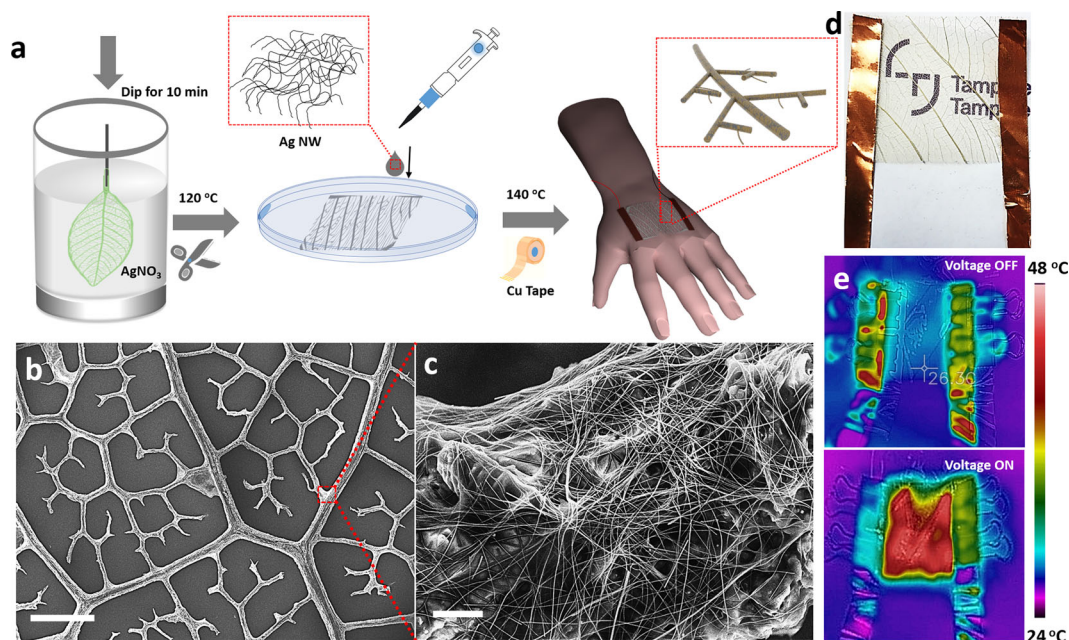 a
Dip for 10 min
AgNO3
120 °C
Ag NW
140 °C
Cu Tape
d
Tamp
Tampe e
b
c
e
Voltage OFF
48 °C
26.30
Voltage ON
24 °C